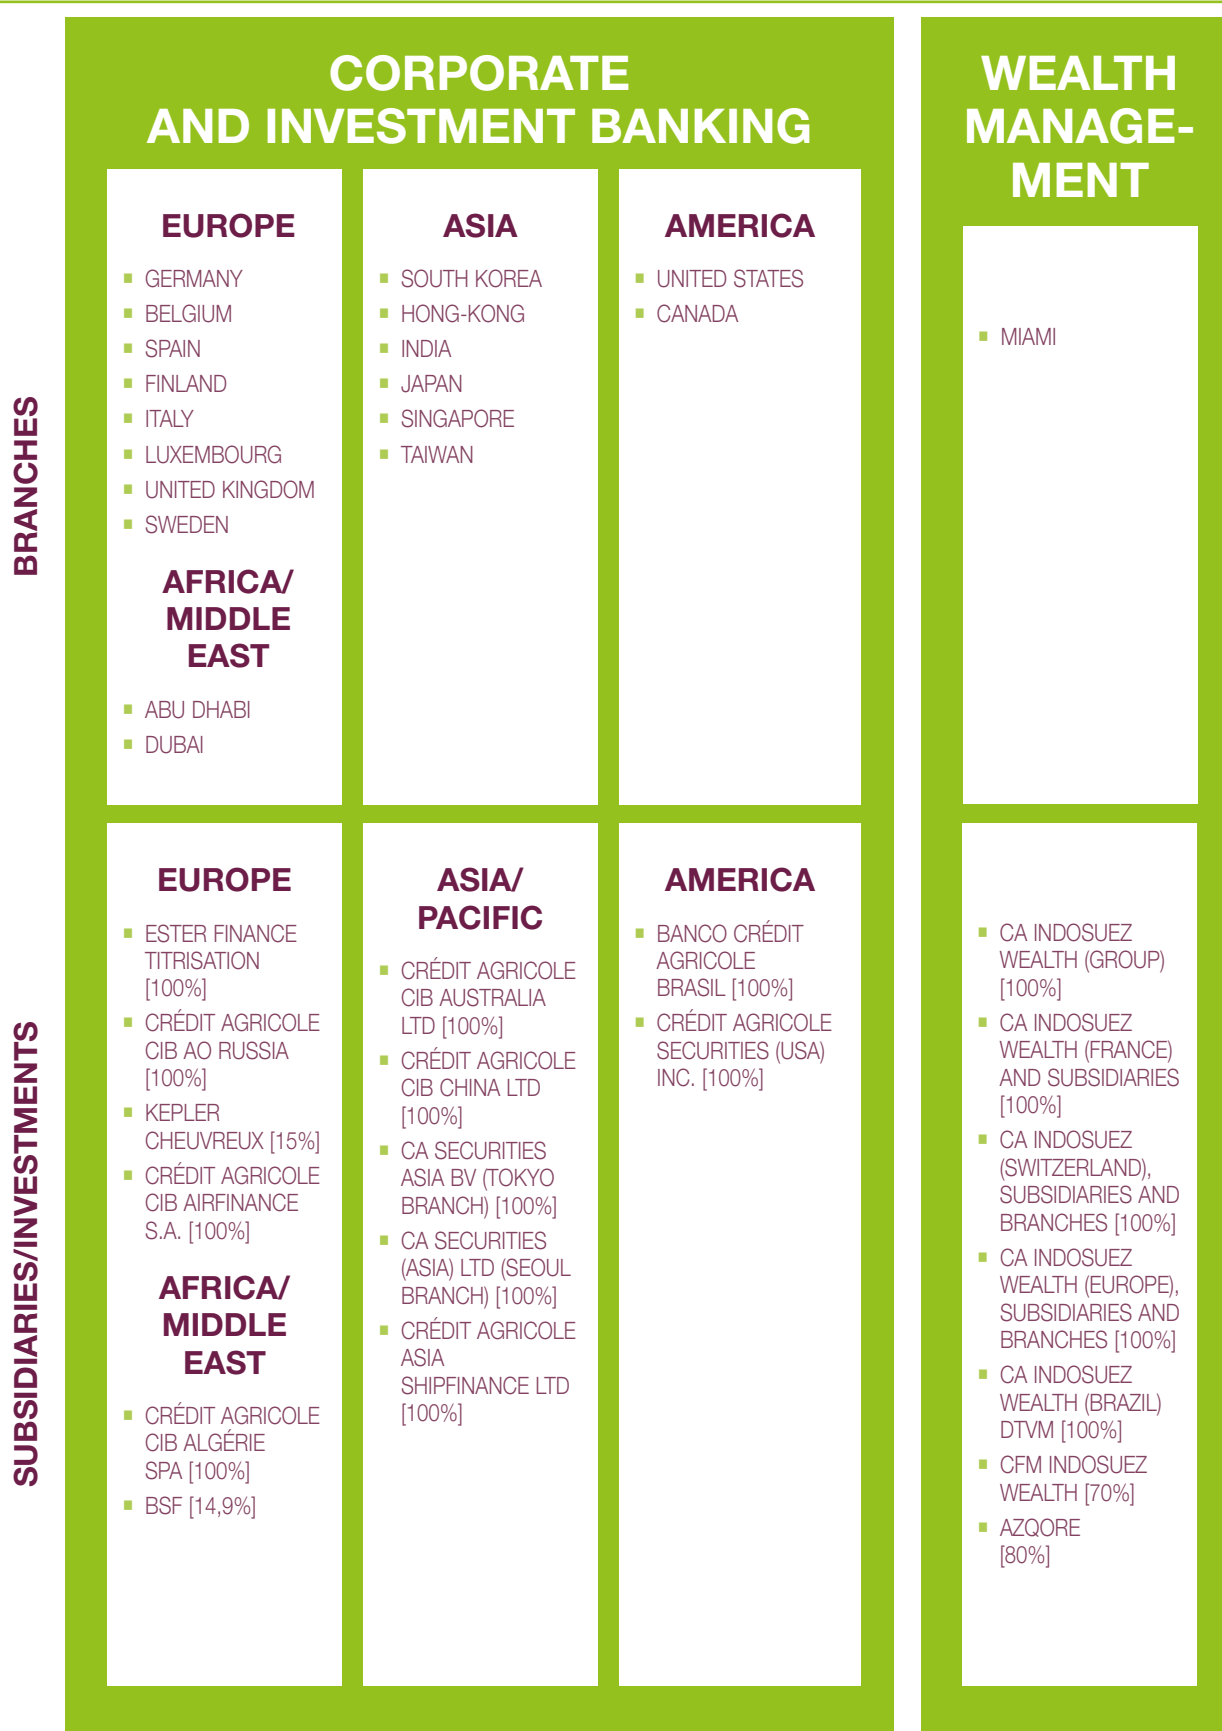 CORPORATE
AND INVESTMENT BANKING
WEALTH
MANAGE-
MENT
BRANCHES
EUROPE
GERMANY
BELGIUM
SPAIN
FINLAND
ITALY
LUXEMBOURG
UNITED KINGDOM
SWEDEN
AFRICA/
MIDDLE
EAST
ABU DHABI
DUBAI
ASIA
SOUTH KOREA
HONG-KONG
INDIA
JAPAN
SINGAPORE
TAIWAN
AMERICA
UNITED STATES
CANADA
MIAMI
SUBSIDIARIES/INVESTMENTS
EUROPE
ESTER FINANCE
TITRISATION
[100%]
CRÉDIT AGRICOLE
CIB AO RUSSIA
[100%]
KEPLER
CHEUVREUX [15%]
CRÉDIT AGRICOLE
CIB AIRFINANCE
S.A. [100%]
AFRICA/
MIDDLE
EAST
CRÉDIT AGRICOLE
CIB ALGÉRIE
SPA [100%]
BSF [14,9%]
ASIA/
PACIFIC
CRÉDIT AGRICOLE
CIB AUSTRALIA
LTD [100%]
CRÉDIT AGRICOLE
CIB CHINA LTD
[100%]
CA SECURITIES
ASIA BV (TOKYO
BRANCH) [100%]
CA SECURITIES
(ASIA) LTD (SEOUL
BRANCH) [100%]
CRÉDIT AGRICOLE
ASIA
SHIPFINANCE LTD
[100%]
AMERICA
BANCO CRÉDIT
AGRICOLE
BRASIL [100%]
CRÉDIT AGRICOLE
SECURITIES (USA)
INC. [100%]
CA INDOSUEZ
WEALTH (GROUP)
[100%]
CA INDOSUEZ
WEALTH (FRANCE)
AND SUBSIDIARIES
[100%]
CA INDOSUEZ
(SWITZERLAND),
SUBSIDIARIES AND
BRANCHES [100%]
CA INDOSUEZ
WEALTH (EUROPE),
SUBSIDIARIES AND
BRANCHES [100%]
CA INDOSUEZ
WEALTH (BRAZIL)
DTVM [100%]
CFM INDOSUEZ
WEALTH [70%]
AZQORE
[80%]